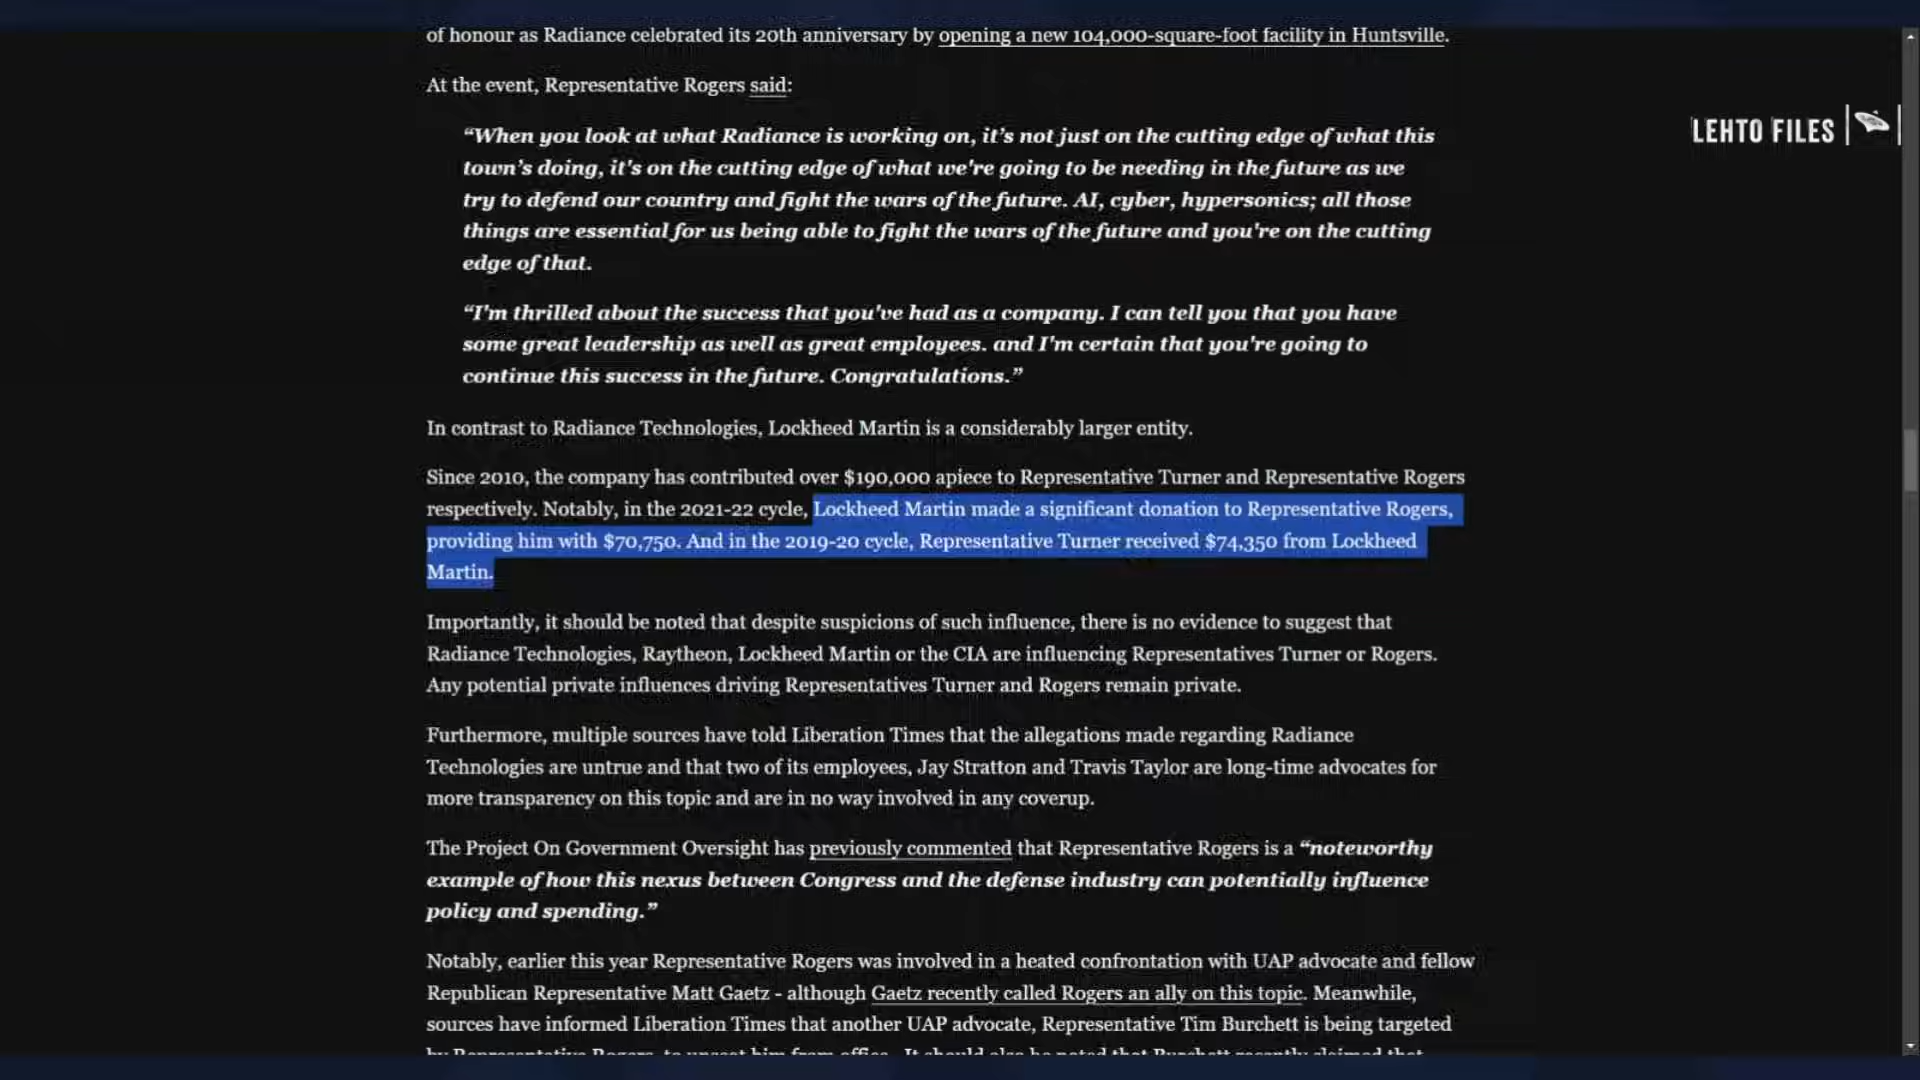 of honour as Radiance celebrated its 20th anniversary by opening a new 104,000-square-foot facility in Huntsville.
At the event, Representative Rogers said:
LEHTO FILES
“When you look at what Radiance is working on, it’s not just on the cutting edge of what this
town’s doing, it's on the cutting edge of what we're going to be needing in the future as we
try to defend our country and fight the wars of the future. AI, cyber, hypersonics; all those
things are essential for us being able to fight the wars of the future and you're on the cutting
edge of that.
“I'm thrilled about the success that you've had as a company. I can tell you that you have
some great leadership as well as great employees. and I'm certain that you're going to
continue this success in the future. Congratulations.”
In contrast to Radiance Technologies, Lockheed Martin is a considerably larger entity.
Since 2010, the company has contributed over $190,000 apiece to Representative Turner and Representative Rogers
respectively. Notably, in the 2021-22 cycle, Lockheed Martin made a significant donation to Representative Rogers,
providing him with $70,750. And in the 2019-20 cycle, Representative Turner received $74,350 from Lockheed
Martin.
Importantly, it should be noted that despite suspicions of such influence, there is no evidence to suggest that
Radiance Technologies, Raytheon, Lockheed Martin or the CIA are influencing Representatives Turner or Rogers.
Any potential private influences driving Representatives Turner and Rogers remain private.
Furthermore, multiple sources have told Liberation Times that the allegations made regarding Radiance
Technologies are untrue and that two of its employees, Jay Stratton and Travis Taylor are long-time advocates for
more transparency on this topic and are in no way involved in any coverup.
The Project On Government Oversight has previously commented that Representative Rogers is a “noteworthy
example of how this nexus between Congress and the defense industry can potentially influence
policy and spending.”
Notably, earlier this year Representative Rogers was involved in a heated confrontation with UAP advocate and fellow
Republican Representative Matt Gaetz - although Gaetz recently called Rogers an ally on this topic. Meanwhile,
sources have informed Liberation Times that another UAP advocate, Representative Tim Burchett is being targeted
by Representative Rogers, to unseat him from office. It should also be noted that Burchett recently claimed that